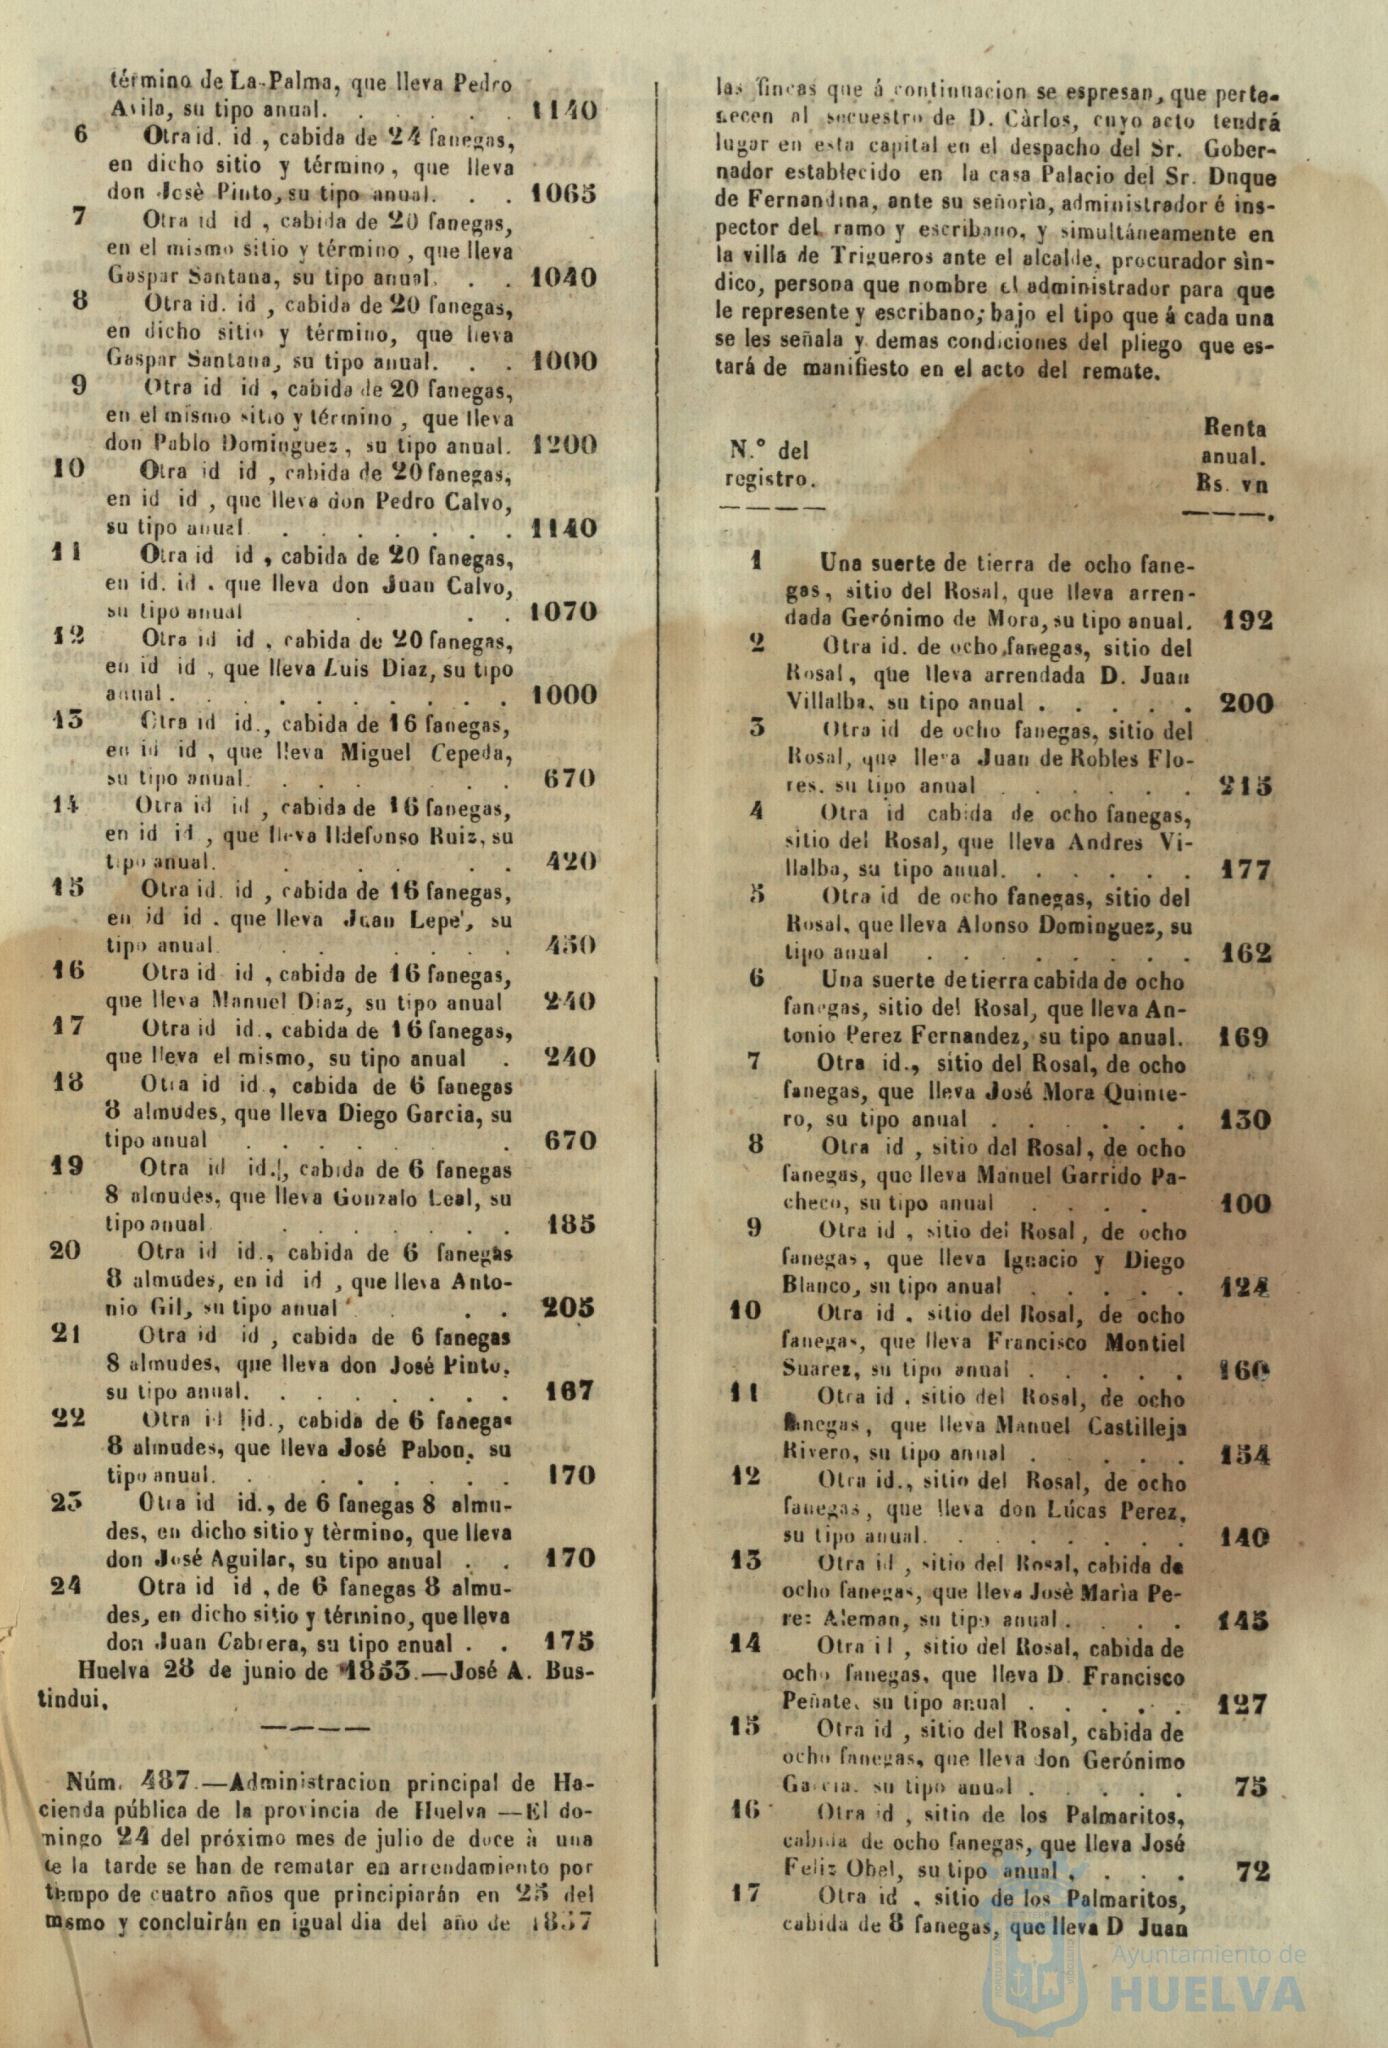 término de La-Palma, que lleva Pedro
Avila, su tipo anual. . . . . . 1140
6 Otra id. id , cabida de 24 fanegas,
en dicho sitio y término, que lleva
don Josè Pinto, su tipo anual. . . 1065
7 Otra id id , cabida de 20 fanegas,
en el mismo sitio y término , que lleva
Gaspar Santana, su tipo anual. . . 1040
8 Otra id. id , cabida de 20 fanegas,
en dicho sitio y término, que lleva
Gaspar Santana, su tipo anual. . . 1000
9 Otra id id , cabida de 20 fanegas,
en el mismo sitio y término , que lleva
don Pablo Dominguez , su tipo anual. 1200
10 Otra id id , cabida de 20 fanegas,
en id id , que lleva don Pedro Calvo,
su tipo anual . . . . . . . 1140
11 Otra id id , cabida de 20 fanegas,
en id. id . que lleva don Juan Calvo,
su tipo anual . . . 1070
12 Otra id id , cabida de 20 fanegas,
en id id , que lleva Luis Diaz, su tipo
anual . . . . . . . . . 1000
13 Otra id id., cabida de 16 fanegas,
en id id , que lleva Miguel Cepeda,
su tipo anual. . . . . . . 670
14 Otra id id , cabida de 16 fanegas,
en id id , que lleva Ildefonso Ruiz, su
tipo anual. . . . . . . 420
15 Otra id. id , cabida de 16 fanegas,
en id id . que lleva Juan Lepe', su
tipo anual . . . . . . 450
16 Otra id id , cabida de 16 fanegas,
que lleva Manuel Diaz, su tipo anual 240
17 Otra id id., cabida de 16 fanegas,
que lleva el mismo, su tipo anual . 240
18 Otra id id., cabida de 6 fanegas
8 almudes, que lleva Diego Garcia, su
tipo anual . . . . . . 670
19 Otra id id., cabida de 6 fanegas
8 almudes, que lleva Gonzalo Leal, su
tipo anual . . . . . . . 185
20 Otra id id., cabida de 6 fanegas
8 almudes, en id id , que lleva Anto-
nio Gil, su tipo anual . . . 205
21 Otra id id , cabida de 6 fanegas
8 almudes, que lleva don José Pinto,
su tipo anual. . . . . . . . 167
22 Otra id id., cabida de 6 fanegas
8 almudes, que lleva José Pabon, su
tipo anual. . . . . . . . 170
23 Otra id id., de 6 fanegas 8 almu-
des, en dicho sitio y tèrmino, que lleva
don José Aguilar, su tipo anual . . 170
24 Otra id id , de 6 fanegas 8 almu-
des, en dicho sitio y término, que lleva
don Juan Cabrera, su tipo anual . . 175
Huelva 28 de junio de 1853.—José A. Bus-
tindui.
Núm. 487.—Administracion principal de Ha-
cienda pública de la provincia de Huelva —El do-
mingo 24 del próximo mes de julio de doce à una
de la tarde se han de rematar en arrendamiento por
tiempo de cuatro años que principiarán en 25 del
mismo y concluirán en igual dia del año de 1857
las fincas que á continuacion se espresan, que perte-
necen al secuestro de D. Càrlos, cuyo acto tendrá
lugar en esta capital en el despacho del Sr. Gober-
nador establecido en la casa Palacio del Sr. Duque
de Fernandina, ante su señorìa, administrador é ins-
pector del ramo y escribano, y simultáneamente en
la villa de Trigueros ante el alcalde, procurador sìn-
dico, persona que nombre el administrador para que
le represente y escribano; bajo el tipo que á cada una
se les señala y demas condiciones del pliego que es-
tará de manifiesto en el acto del remate.
N.º del registro.
Renta anual. Rs. vn
1 Una suerte de tierra de ocho fane-
gas, sitio del Rosal, que lleva arren-
dada Gerónimo de Mora, su tipo anual. 192
2 Otra id. de ocho fanegas, sitio del
Rosal, que lleva arrendada D. Juan
Villalba, su tipo anual . . . . . 200
3 Otra id de ocho fanegas, sitio del
Rosal, que lleva Juan de Robles Flo-
res, su tipo anual . . . . . . 215
4 Otra id cabida de ocho fanegas,
sitio del Rosal, que lleva Andres Vi-
llalba, su tipo anual. . . . . . 177
5 Otra id de ocho fanegas, sitio del
Rosal, que lleva Alonso Dominguez, su
tipo anual . . . . . . . 162
6 Una suerte de tierra cabida de ocho
fanegas, sitio del Rosal, que lleva An-
tonio Perez Fernandez, su tipo anual. 169
7 Otra id., sitio del Rosal, de ocho
fanegas, que lleva José Mora Quinte-
ro, su tipo anual . . . . . . 130
8 Otra id , sitio del Rosal, de ocho
fanegas, que lleva Manuel Garrido Pa-
checo, su tipo anual . . . . 100
9 Otra id , sitio del Rosal, de ocho
fanegas, que lleva Ignacio y Diego
Blanco, su tipo anual . . . . . 124
10 Otra id , sitio del Rosal, de ocho
fanegas, que lleva Francisco Montiel
Suarez, su tipo anual . . . . . 160
11 Otra id , sitio del Rosal, de ocho
fanegas, que lleva Manuel Castilleja
Rivero, su tipo anual . . . . . 154
12 Otra id., sitio del Rosal, de ocho
fanegas, que lleva don Lúcas Perez,
su tipo anual. . . . . . . . 140
13 Otra id , sitio del Rosal, cabida de
ocho fanegas, que lleva Josè Marìa Pe-
rez Aleman, su tipo anual . . . . 145
14 Otra id , sitio del Rosal, cabida de
ocho fanegas, que lleva D. Francisco
Peñate, su tipo anual . . . . . 127
15 Otra id , sitio del Rosal, cabida de
ocho fanegas, que lleva don Gerónimo
Garcia, su tipo anual . . . . . 75
16 Otra id , sitio de los Palmaritos,
cabida de ocho fanegas, que lleva José
Feliz Obel, su tipo anual . . . . 72
17 Otra id , sitio de los Palmaritos,
cabida de 8 fanegas, que lleva D Juan
Ayuntamiento de
HUELVA